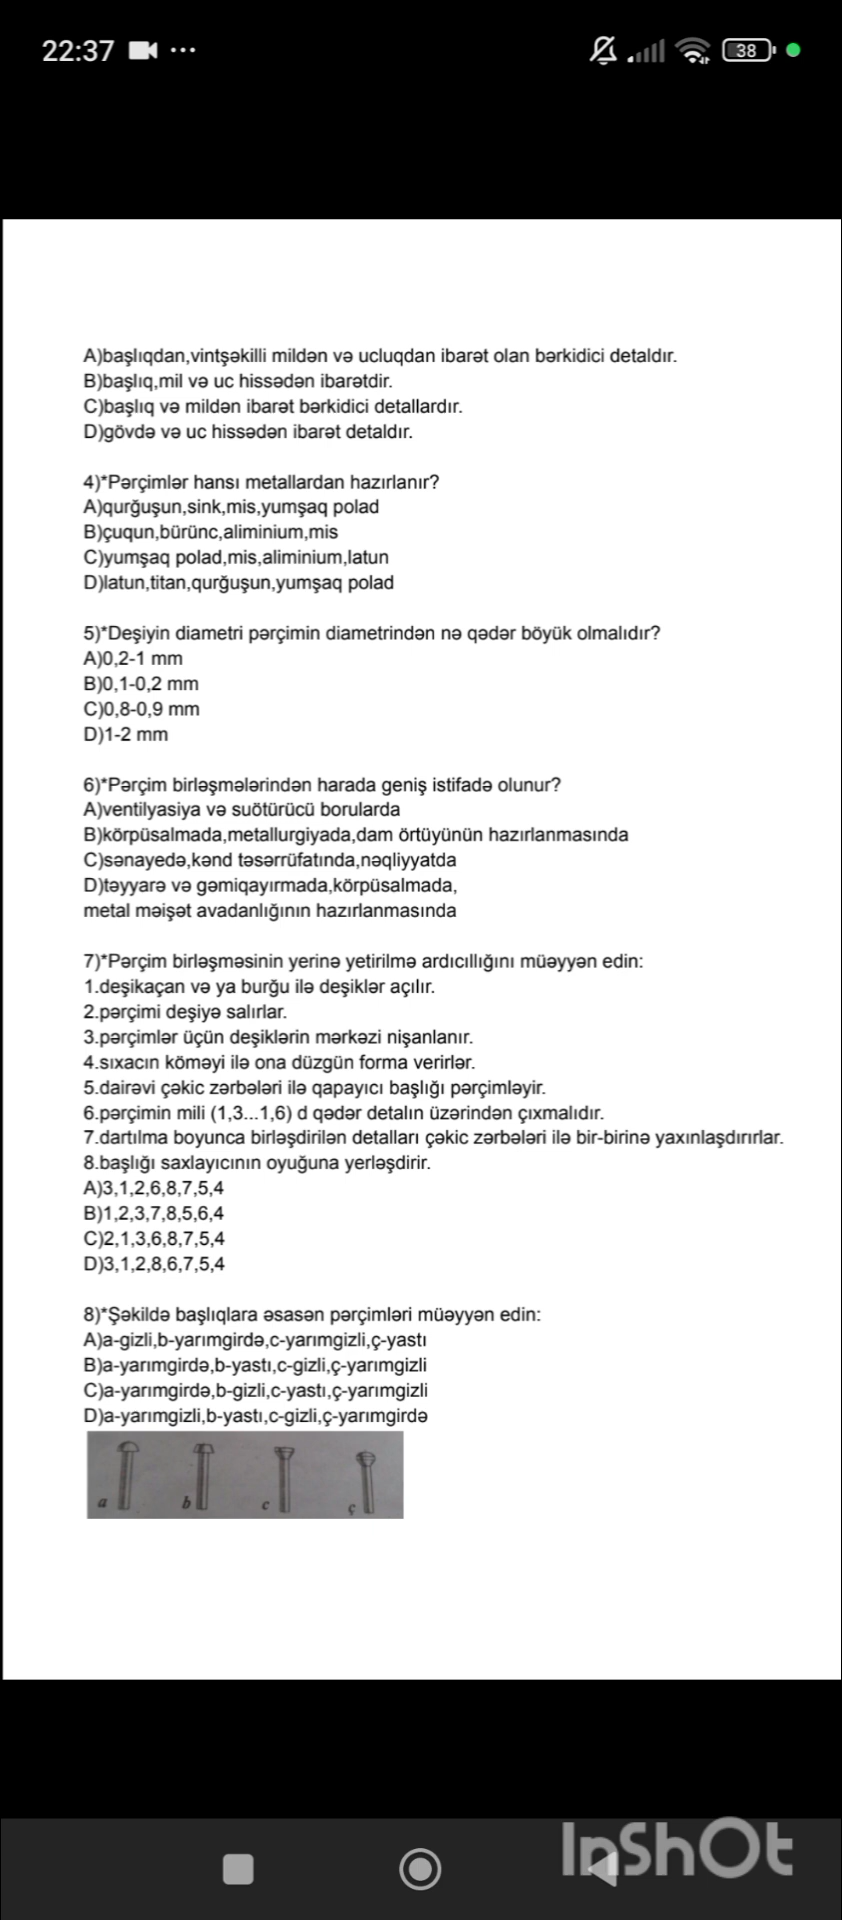 22:37
38
A)başlıqdan,vintşəkilli mildən və ucluqdan ibarət olan bərkidici detaldır.
B)başlıq,mil və uc hissədən ibarətdir.
C)başlıq və mildən ibarət bərkidici detallardır.
D)gövdə və uc hissədən ibarət detaldır.
4)*Pərçimlər hansı metallardan hazırlanır?
A)qurğuşun,sink,mis,yumşaq polad
B)çuqun,bürünc,aliminium,mis
C)yumşaq polad,mis,aliminium,latun
D)latun,titan,qurğuşun,yumşaq polad
5)*Deşiyin diametri pərçimin diametrindən nə qədər böyük olmalıdır?
A)0,2-1 mm
B)0,1-0,2 mm
C)0,8-0,9 mm
D)1-2 mm
6)*Pərçim birləşmələrindən harada geniş istifadə olunur?
A)ventilyasiya və suötürücü borularda
B)körpüsalmada,metallurgiyada,dam örtüyünün hazırlanmasında
C)sənayedə,kənd təsərrüfatında,nəqliyyatda
D)təyyarə və gəmiqayırmada,körpüsalmada,
metal məişət avadanlığının hazırlanmasında
7)*Pərçim birləşməsinin yerinə yetirilmə ardıcıllığını müəyyən edin:
1.deşikaçan və ya burğu ilə deşiklər açılır.
2.pərçimi deşiyə salırlar.
3.pərçimlər üçün deşiklərin mərkəzi nişanlanır.
4.sıxacın köməyi ilə ona düzgün forma verirlər.
5.dairəvi çəkic zərbələri ilə qapayıcı başlığı pərçimləyir.
6.pərçimin mili (1,3...1,6) d qədər detalın üzərindən çıxmalıdır.
7.dartılma boyunca birləşdirilən detalları çəkic zərbələri ilə bir-birinə yaxınlaşdırırlar.
8.başlığı saxlayıcının oyuğuna yerləşdirir.
A)3,1,2,6,8,7,5,4
B)1,2,3,7,8,5,6,4
C)2,1,3,6,8,7,5,4
D)3,1,2,8,6,7,5,4
8)*Şəkildə başlıqlara əsasən pərçimləri müəyyən edin:
A)a-gizli,b-yarımgirdə,c-yarımgizli,ç-yastı
B)a-yarımgirdə,b-yastı,c-gizli,ç-yarımgizli
C)a-yarımgirdə,b-gizli,c-yastı,ç-yarımgizli
D)a-yarımgizli,b-yastı,c-gizli,ç-yarımgirdə
a b c ç
InShOt